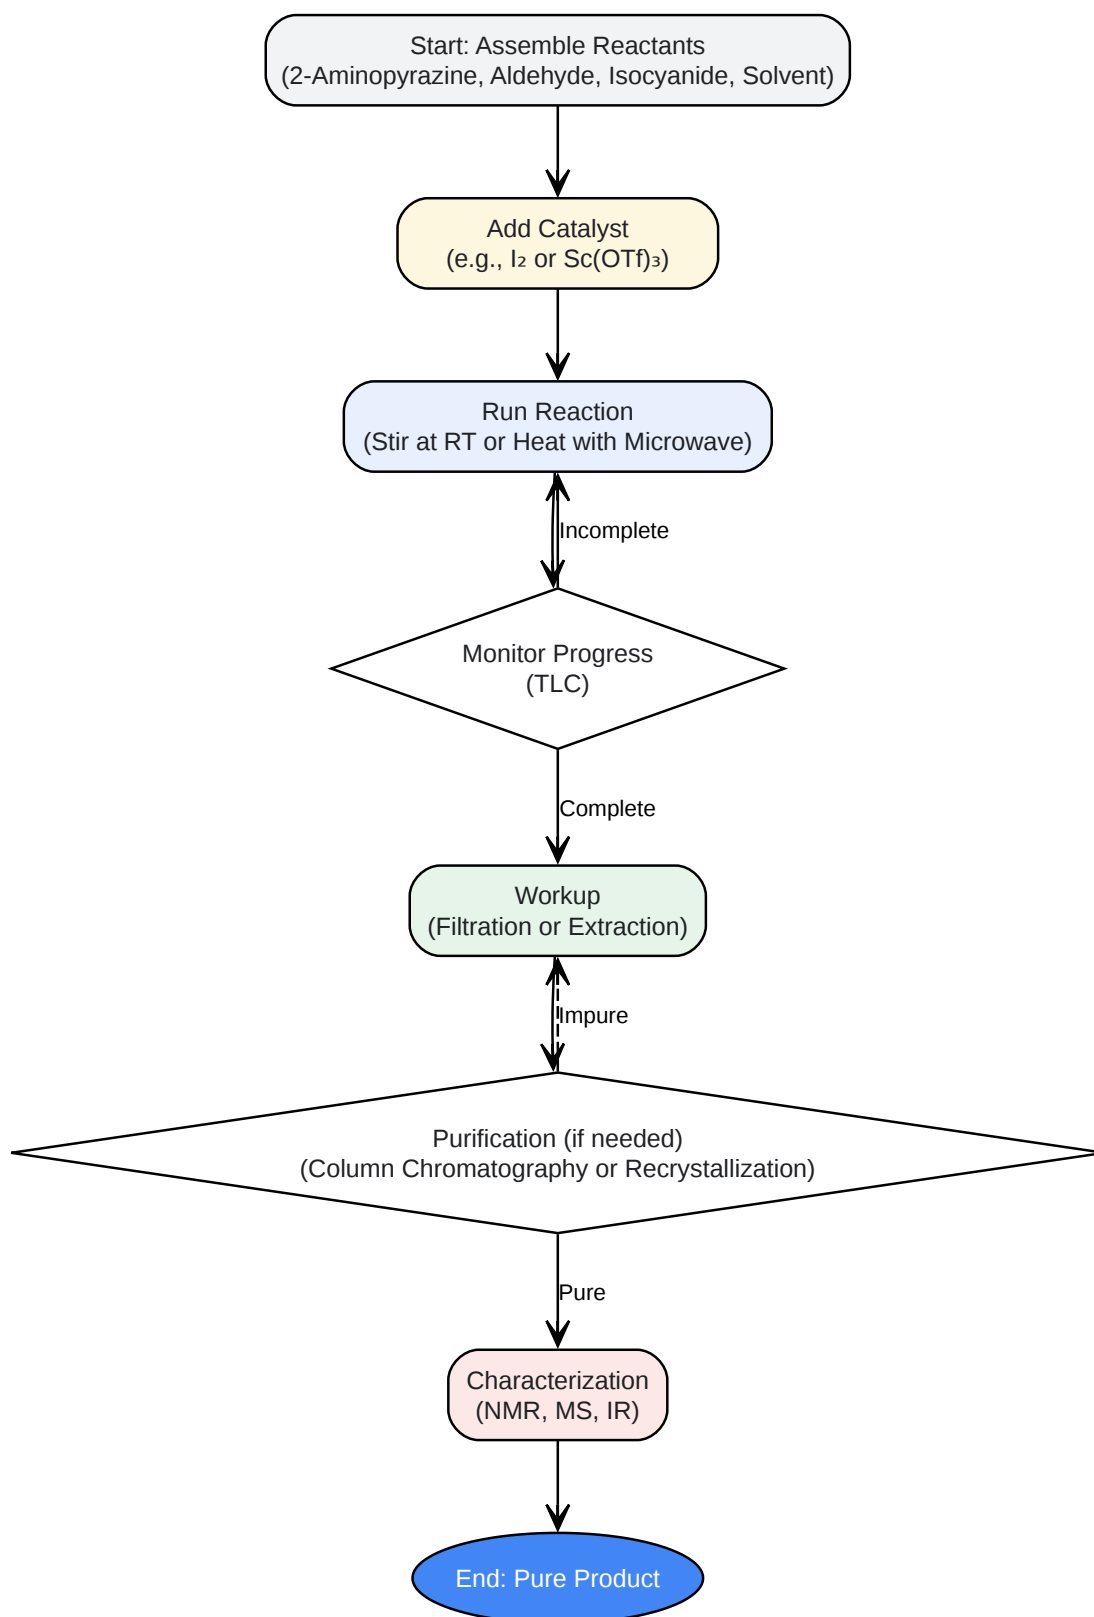 Start: Assemble Reactants
(2-Aminopyrazine, Aldehyde, Isocyanide, Solvent)
Add Catalyst
(e.g., I₂ or Sc(OTf)₃)
Run Reaction
(Stir at RT or Heat with Microwave)
Incomplete
Monitor Progress
(TLC)
Complete
Workup
(Filtration or Extraction)
Impure
Purification (if needed)
(Column Chromatography or Recrystallization)
Pure
Characterization
(NMR, MS, IR)
End: Pure Product